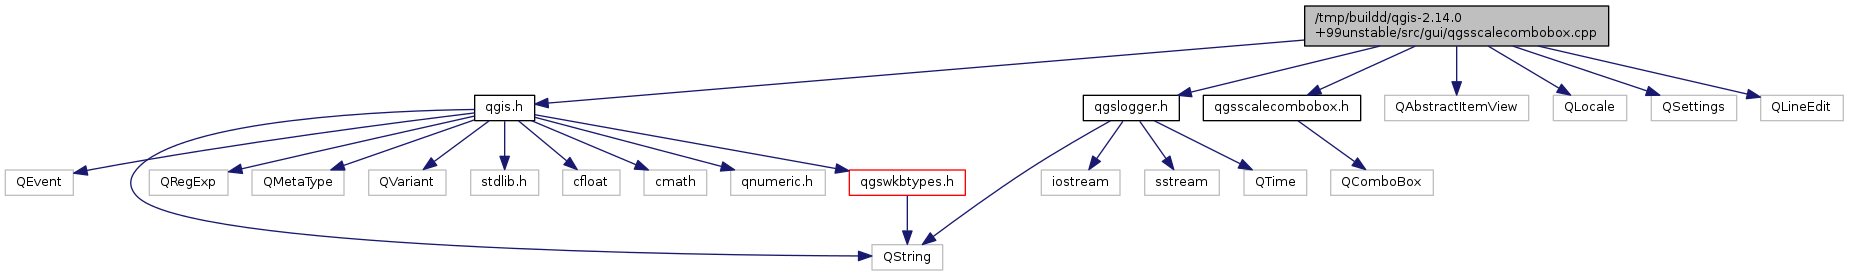 /tmp/buildd/qgis-2.14.0
+99unstable/src/gui/qgsscalecombobox.cpp
qgis.h
qgslogger.h
qgsscalecombobox.h
QAbstractItemView
QLocale
QSettings
QLineEdit
QEvent
QRegExp
QMetaType
QVariant
stdlib.h
cfloat
cmath
qnumeric.h
qgswkbtypes.h
iostream
sstream
QTime
QComboBox
QString